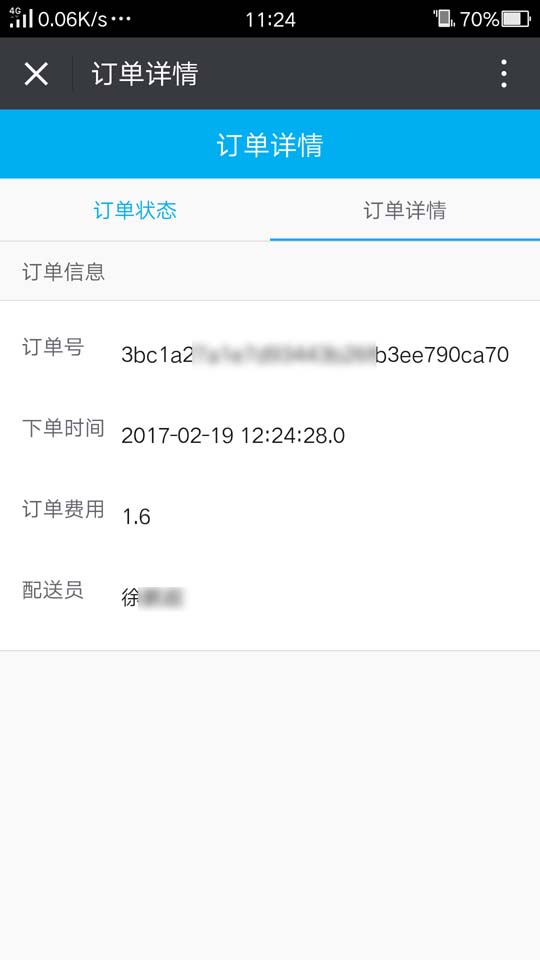 4G 0.06K/s ··· 11:24 70%
订单详情
订单详情
订单状态 订单详情
订单信息
订单号 3bc1a2 b3ee790ca70
下单时间 2017-02-19 12:24:28.0
订单费用 1.6
配送员 徐